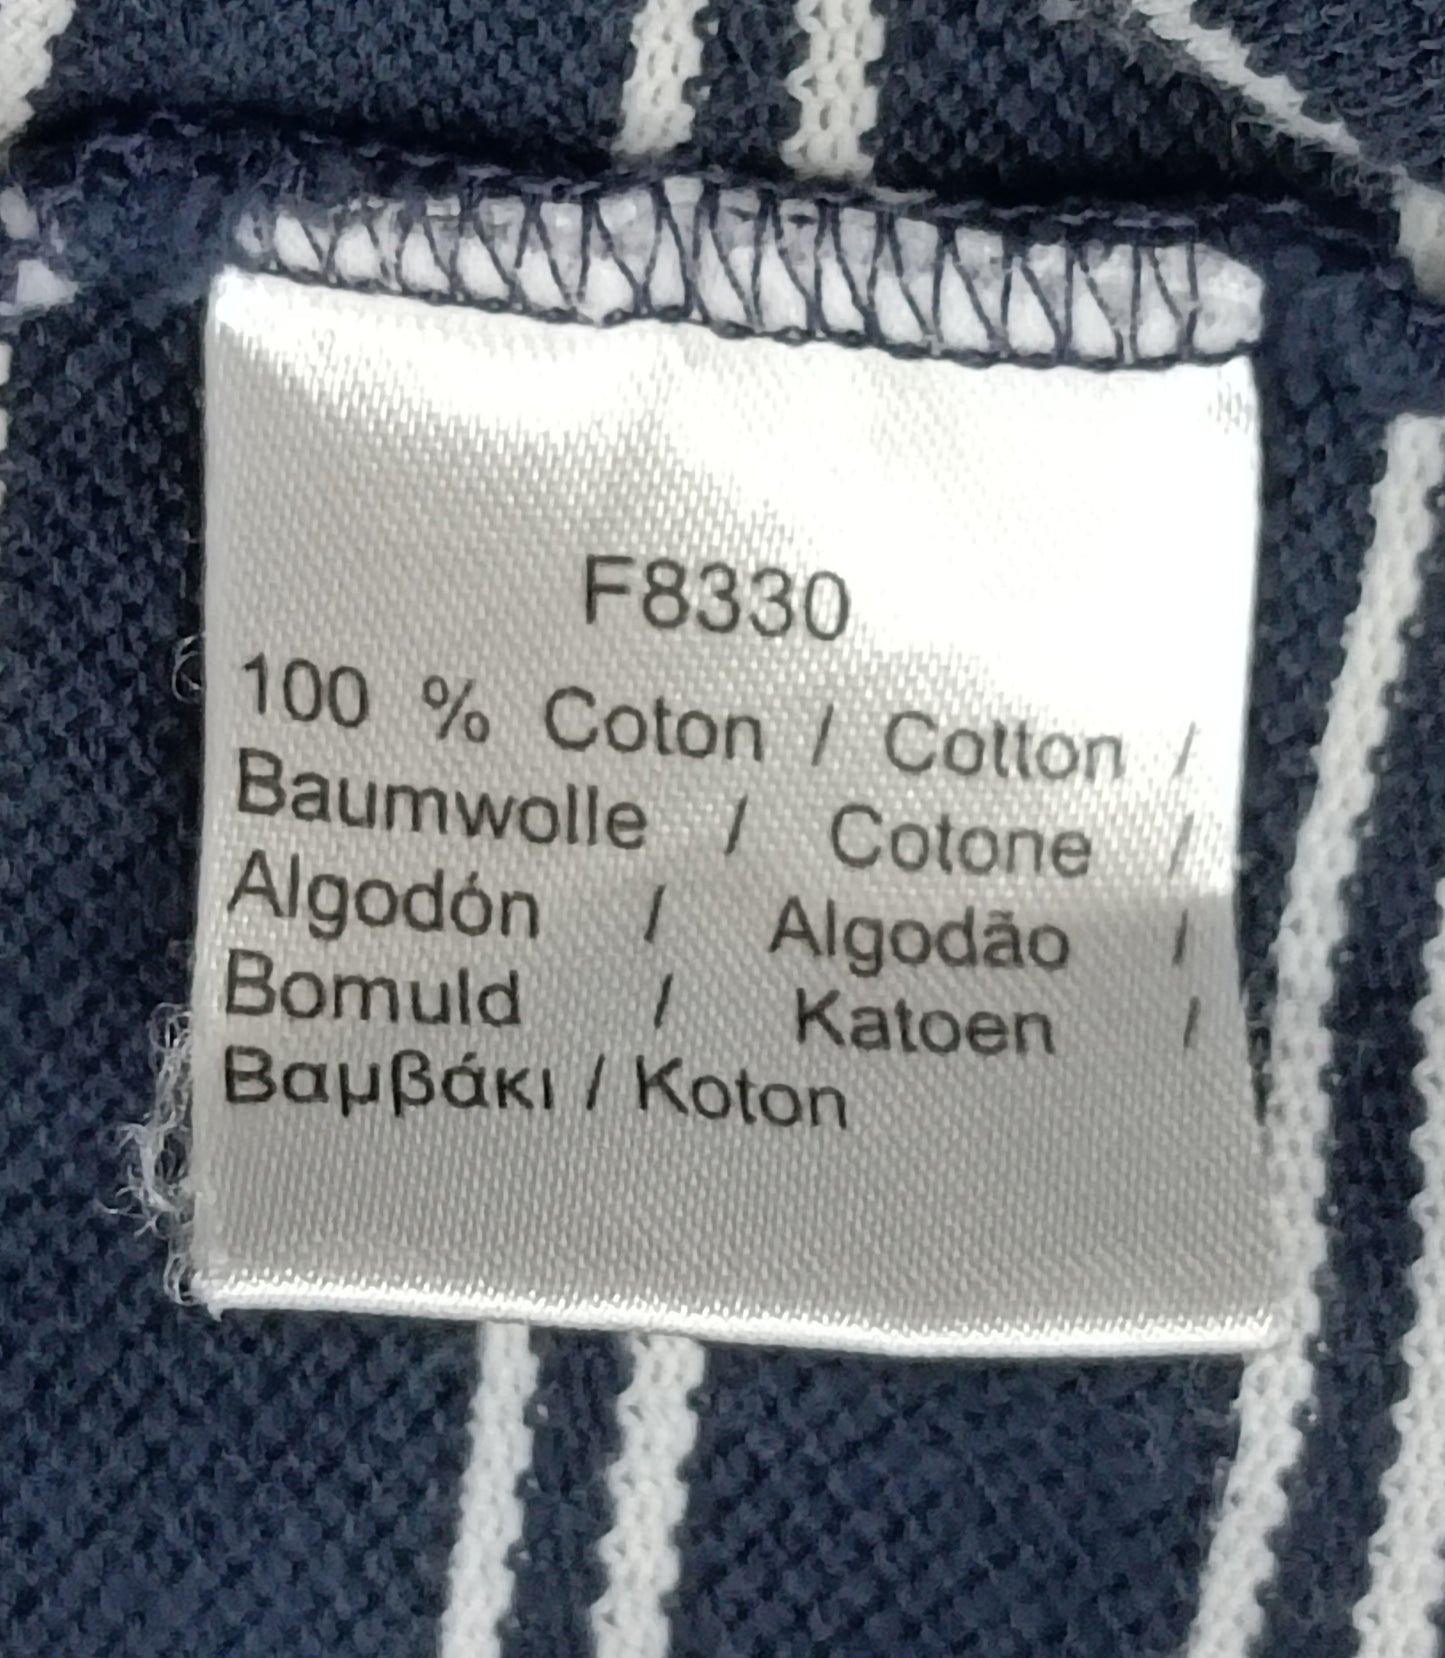 F8330
100 % Coton / Cotton /
Baumwolle / Cotone /
Algodón / Algodão /
Bomuld / Katoen /
Βαμβάκι / Koton